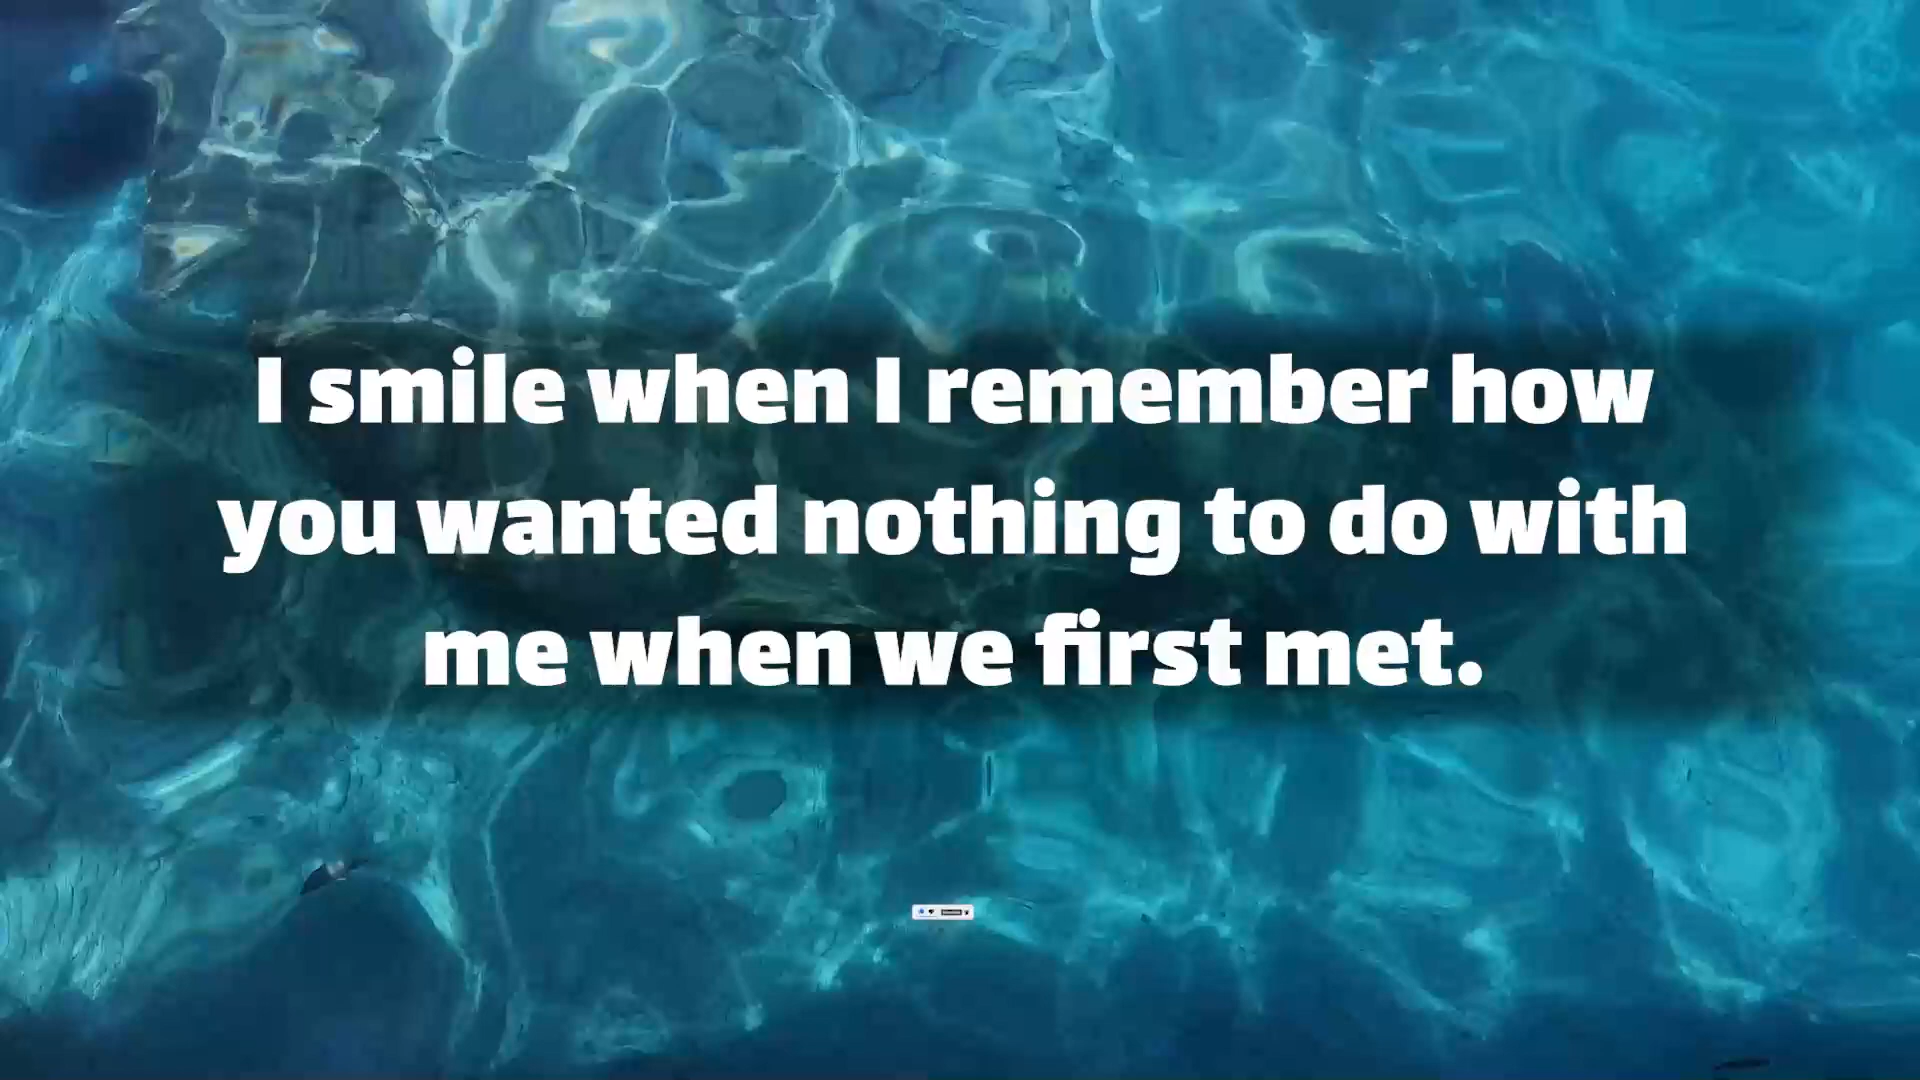 I smile when I remember how
you wanted nothing to do with
me when we first met.